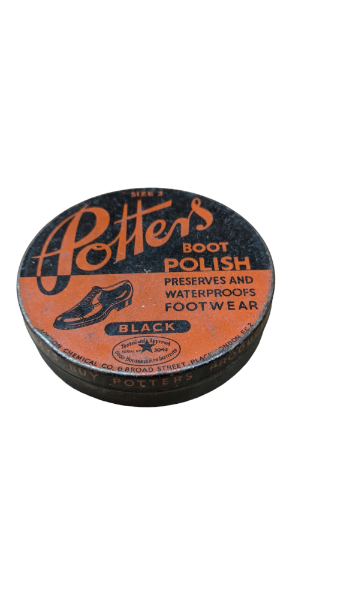 SIZE 2
Potters
BOOT
POLISH
PRESERVES AND
WATERPROOFS
FOOTWEAR
BLACK
CHEMICAL CO. 6 BROAD STREET PLACE, LONDON E.C.2.
BUY POTTERS